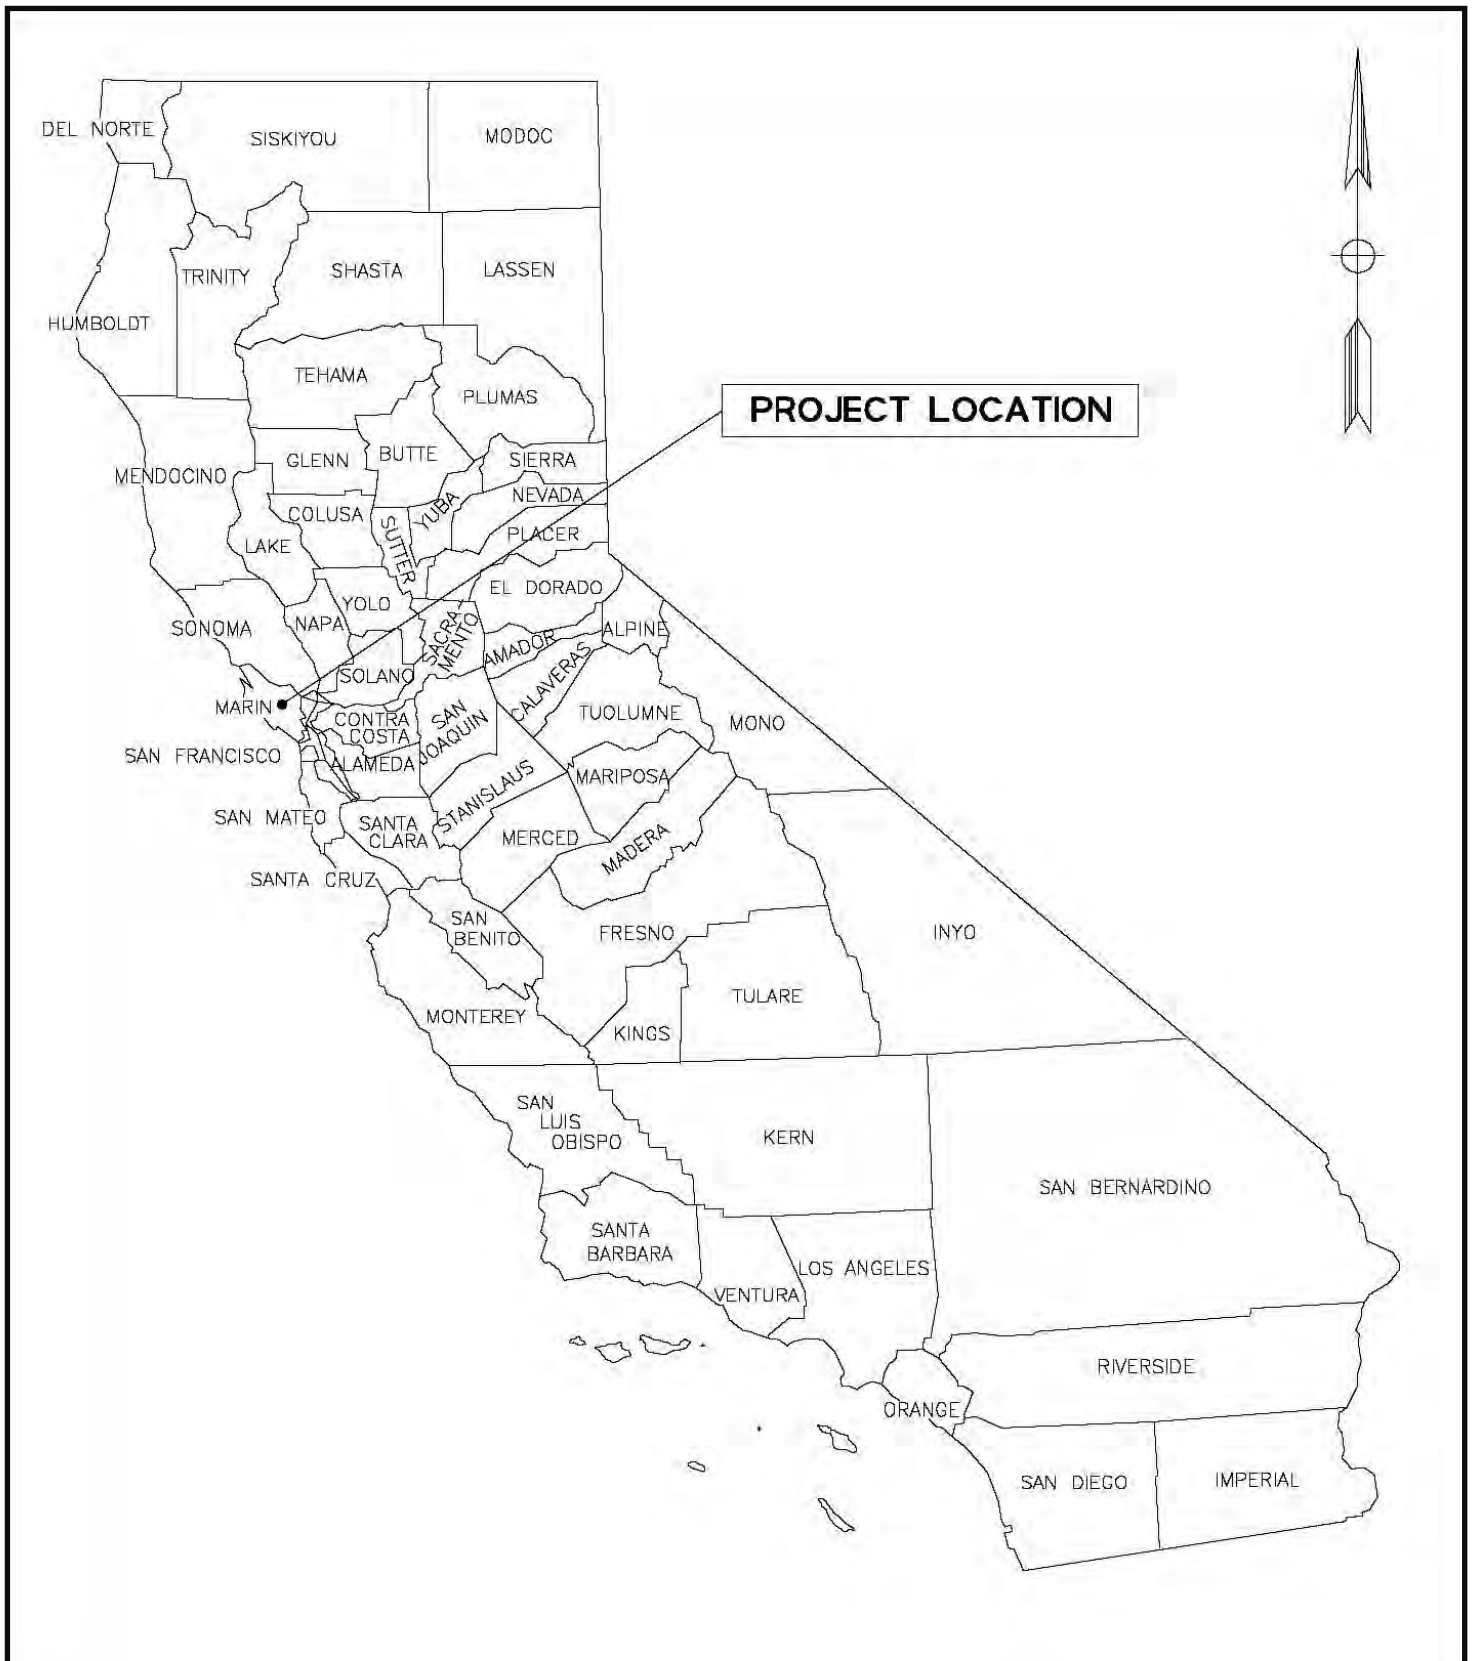 DEL NORTE
SISKIYOU
MODOC
TRINITY
SHASTA
LASSEN
HUMBOLDT
TEHAMA
PLUMAS
PROJECT LOCATION
MENDOCINO
GLENN
BUTTE
SIERRA
COLUSA
YUBA
NEVADA
SUTTER
PLACER
LAKE
EL DORADO
YOLO
SONOMA
NAPA
SACRA-
MENTO
ALPINE
AMADOR
SOLANO
CALAVERAS
MARIN
CONTRA
COSTA
SAN
JOAQUIN
TUOLUMNE
MONO
SAN FRANCISCO
ALAMEDA
STANISLAUS
MARIPOSA
SAN MATEO
SANTA
CLARA
MERCED
MADERA
SANTA CRUZ
SAN
BENITO
FRESNO
INYO
MONTEREY
KINGS
TULARE
SAN
LUIS
OBISPO
KERN
SAN BERNARDINO
SANTA
BARBARA
VENTURA
LOS ANGELES
RIVERSIDE
ORANGE
SAN DIEGO
IMPERIAL